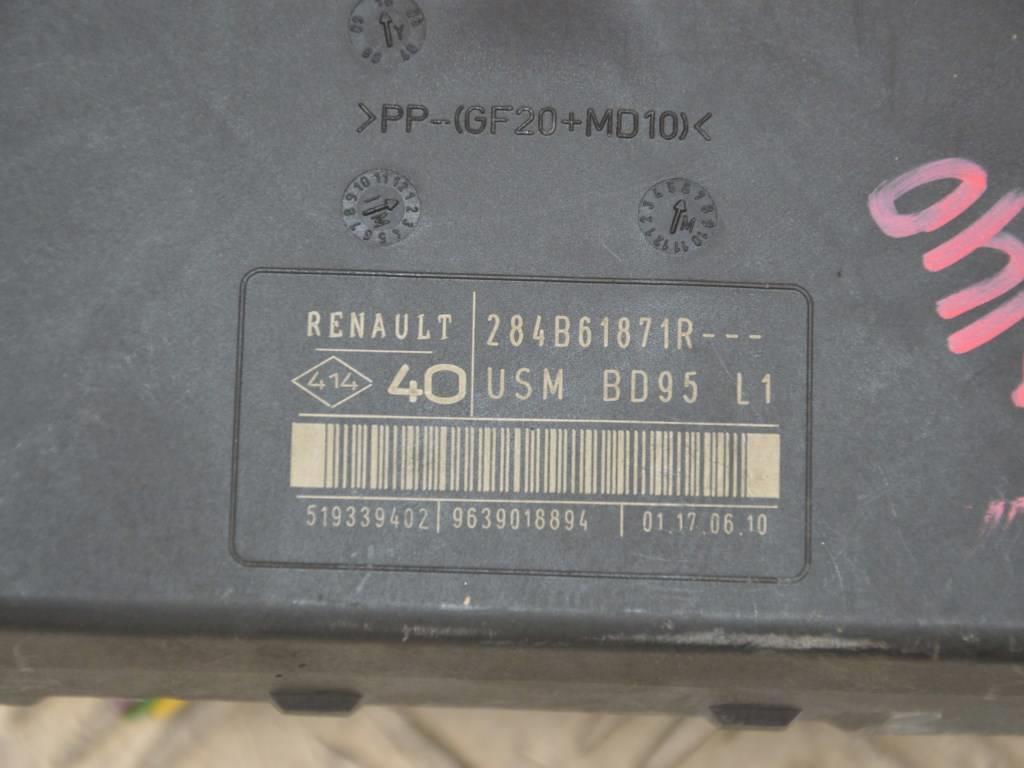 >PP-(GF20+MD10)<
RENAULT
284B61871R---
414 40
USM BD95 L1
519339402 9639018894 01.17.06.10